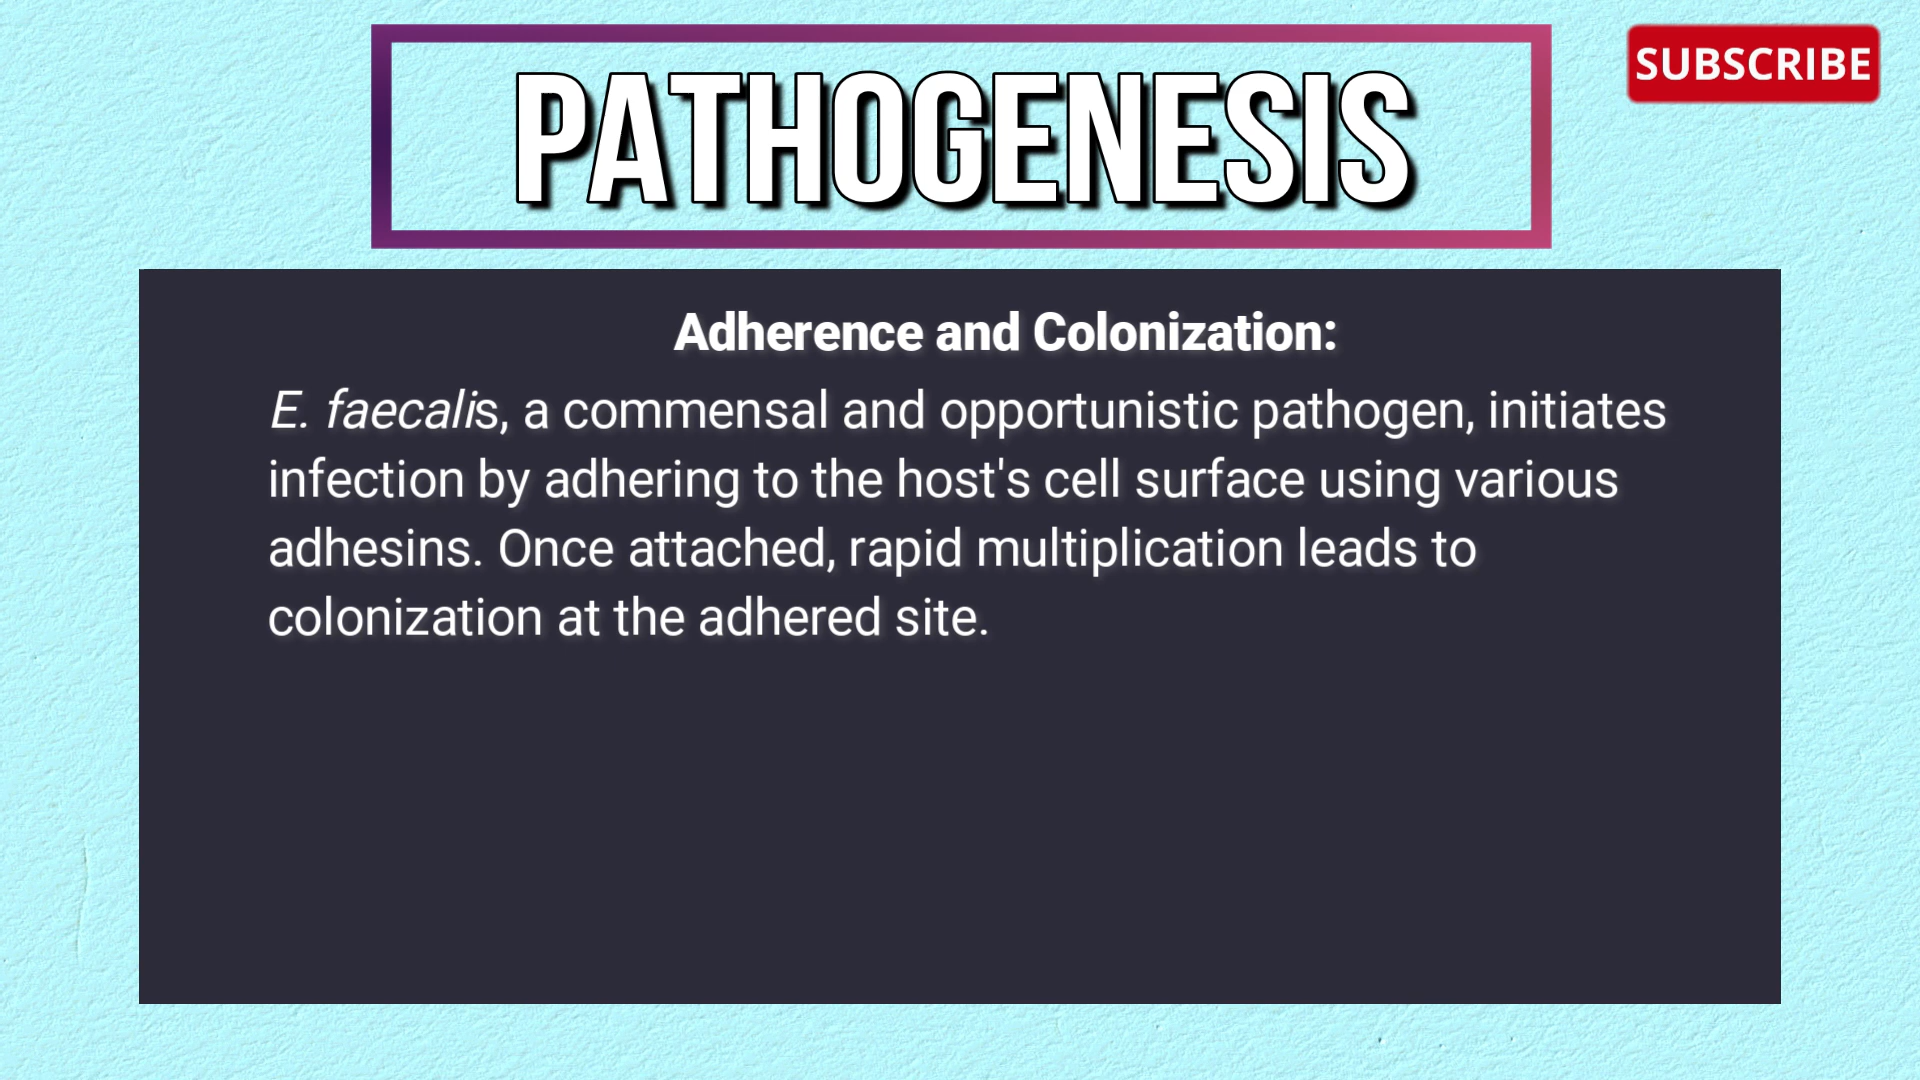 PATHOGENESIS
SUBSCRIBE
Adherence and Colonization:
E. faecalis, a commensal and opportunistic pathogen, initiates
infection by adhering to the host's cell surface using various
adhesins. Once attached, rapid multiplication leads to
colonization at the adhered site.